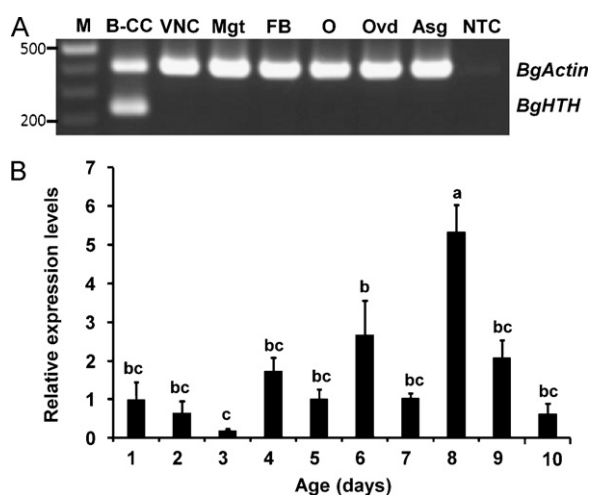 A
M B-CC VNC Mgt FB O Ovd Asg NTC
500
BgActin
BgHTH
200
B
Relative expression levels
7
6
5
4
3
2
1
0
bc bc c bc bc b bc a bc bc
1 2 3 4 5 6 7 8 9 10
Age (days)